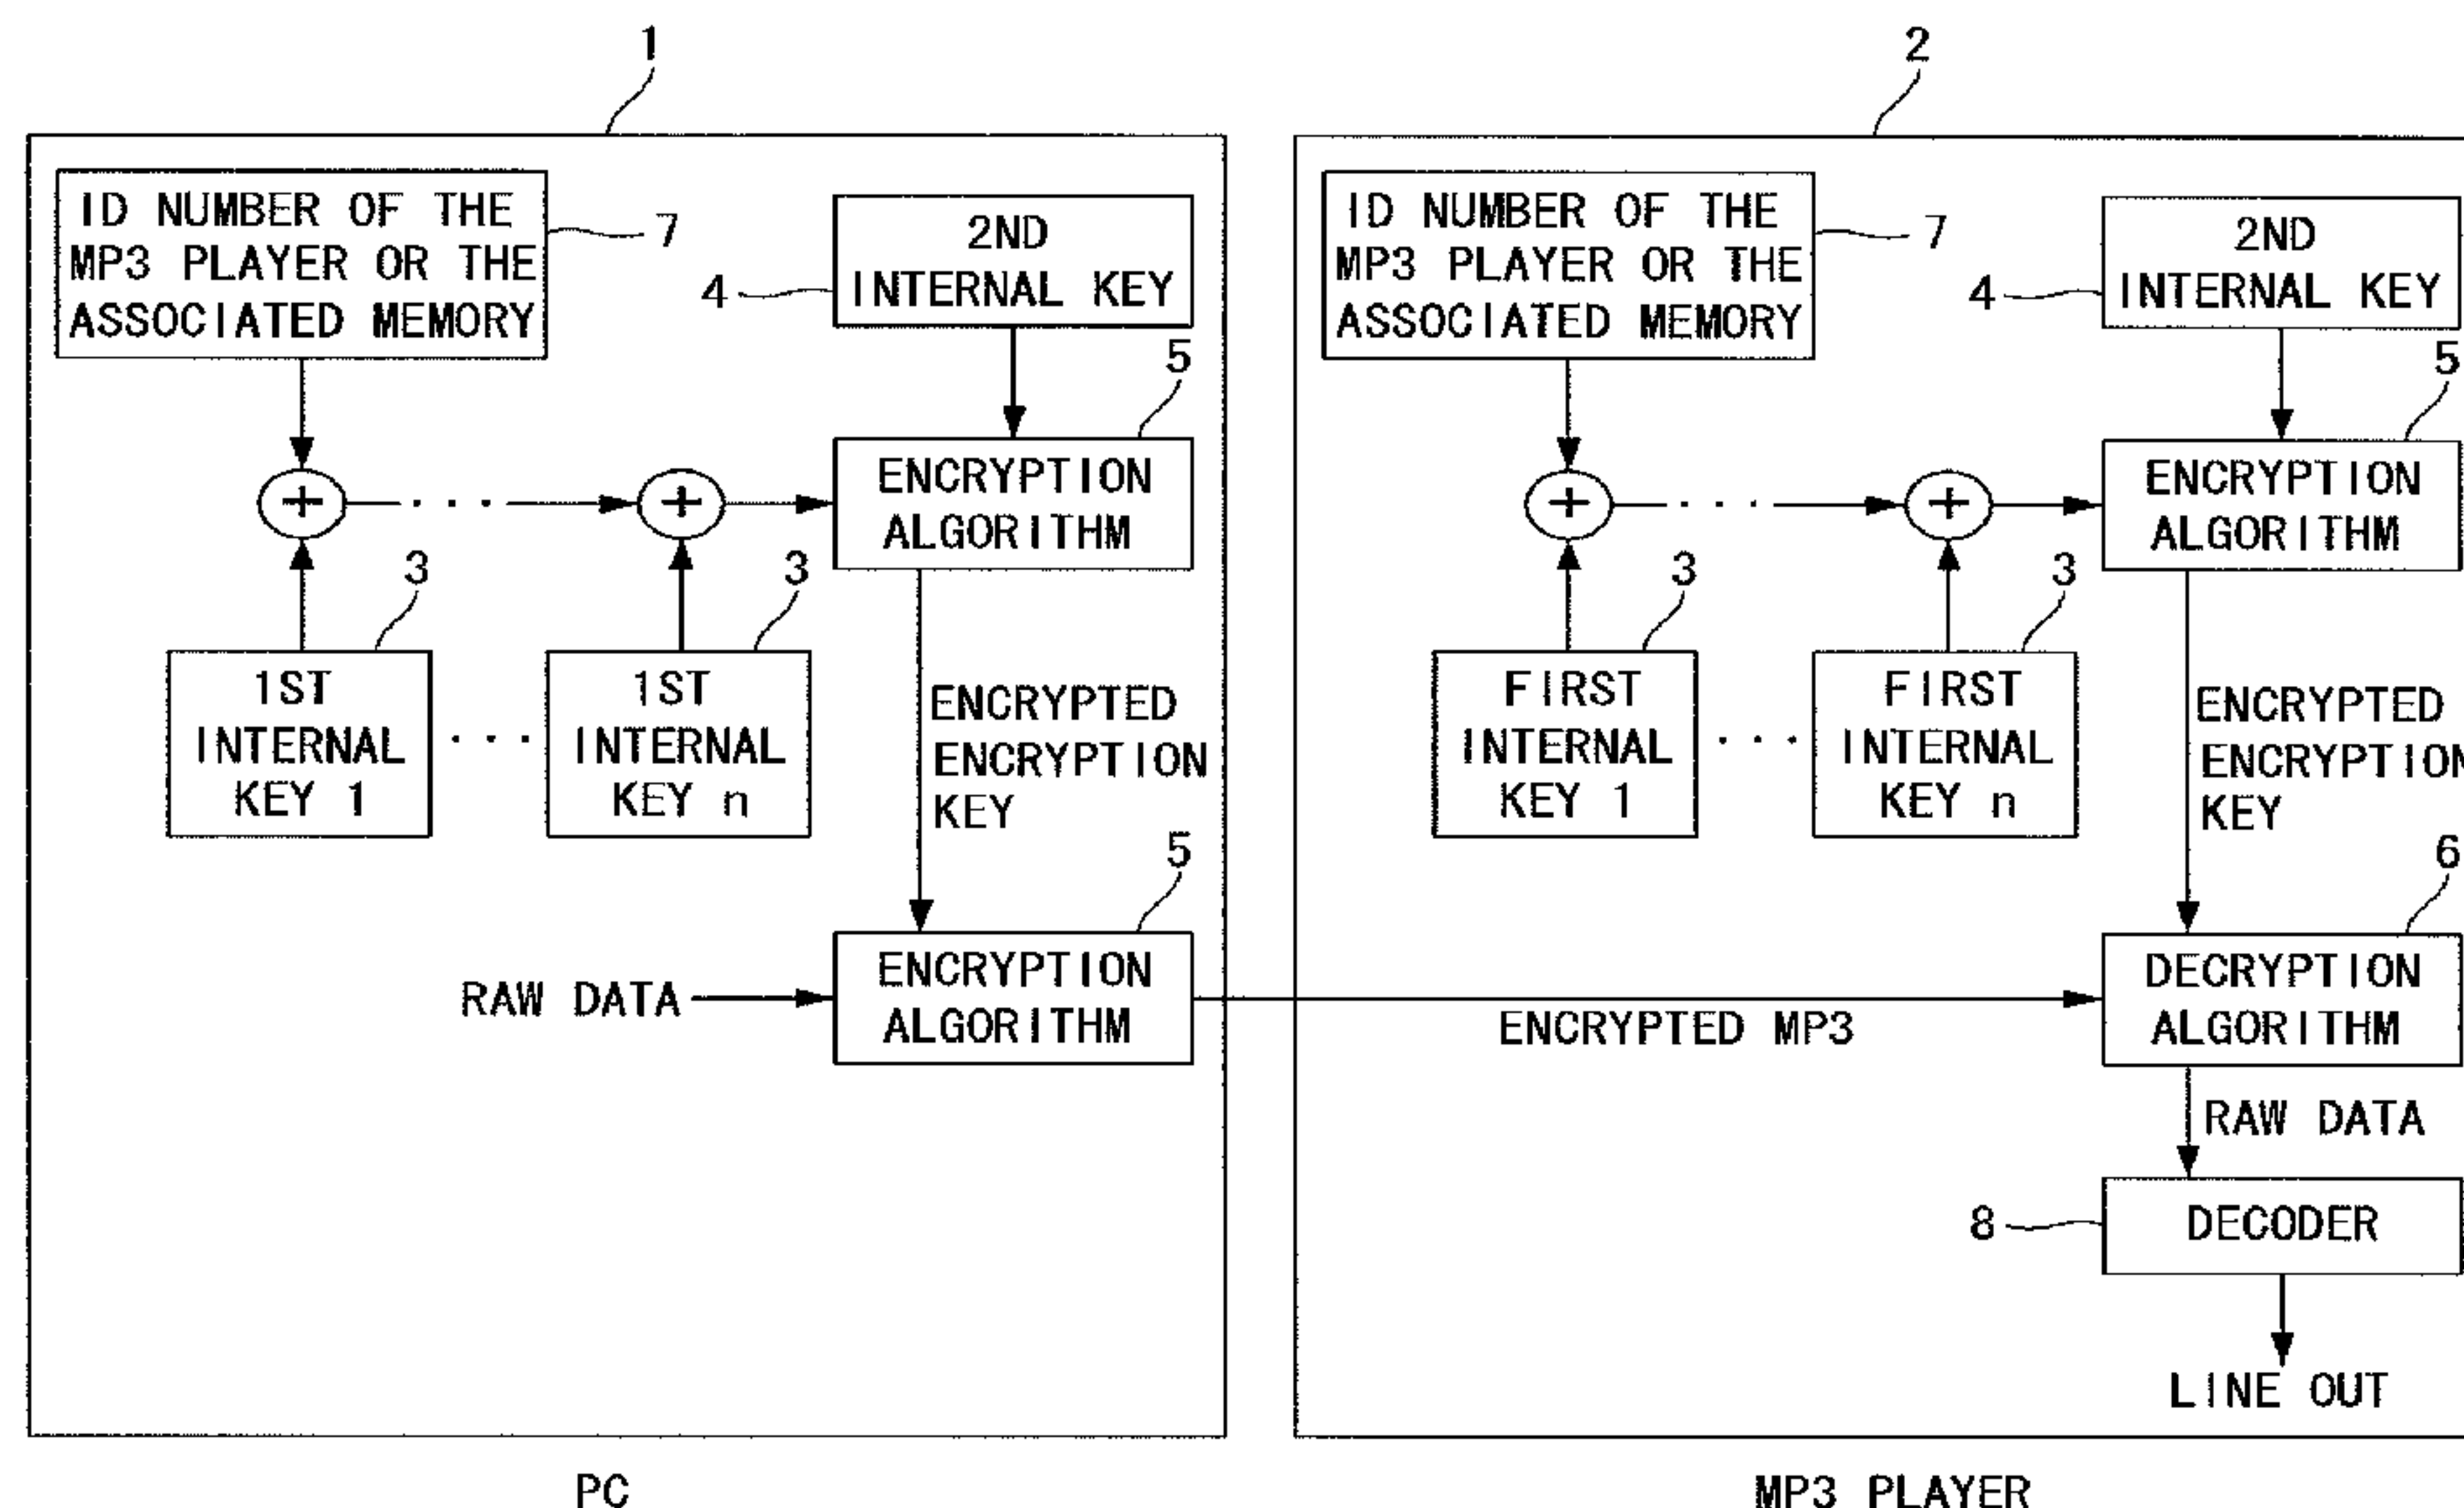 1
ID NUMBER OF THE
MP3 PLAYER OR THE
ASSOCIATED MEMORY
7
2ND
INTERNAL KEY
4
5
ENCRYPTION
ALGORITHM
+
· · ·
+
3
3
1ST
INTERNAL
KEY 1
· · ·
1ST
INTERNAL
KEY n
ENCRYPTED
ENCRYPTION
KEY
5
RAW DATA
ENCRYPTION
ALGORITHM
PC
2
ID NUMBER OF THE
MP3 PLAYER OR THE
ASSOCIATED MEMORY
7
2ND
INTERNAL KEY
4
5
ENCRYPTION
ALGORITHM
+
· · ·
+
3
3
FIRST
INTERNAL
KEY 1
· · ·
FIRST
INTERNAL
KEY n
ENCRYPTED
ENCRYPTION
KEY
6
ENCRYPTED MP3
DECRYPTION
ALGORITHM
RAW DATA
8
DECODER
LINE OUT
MP3 PLAYER